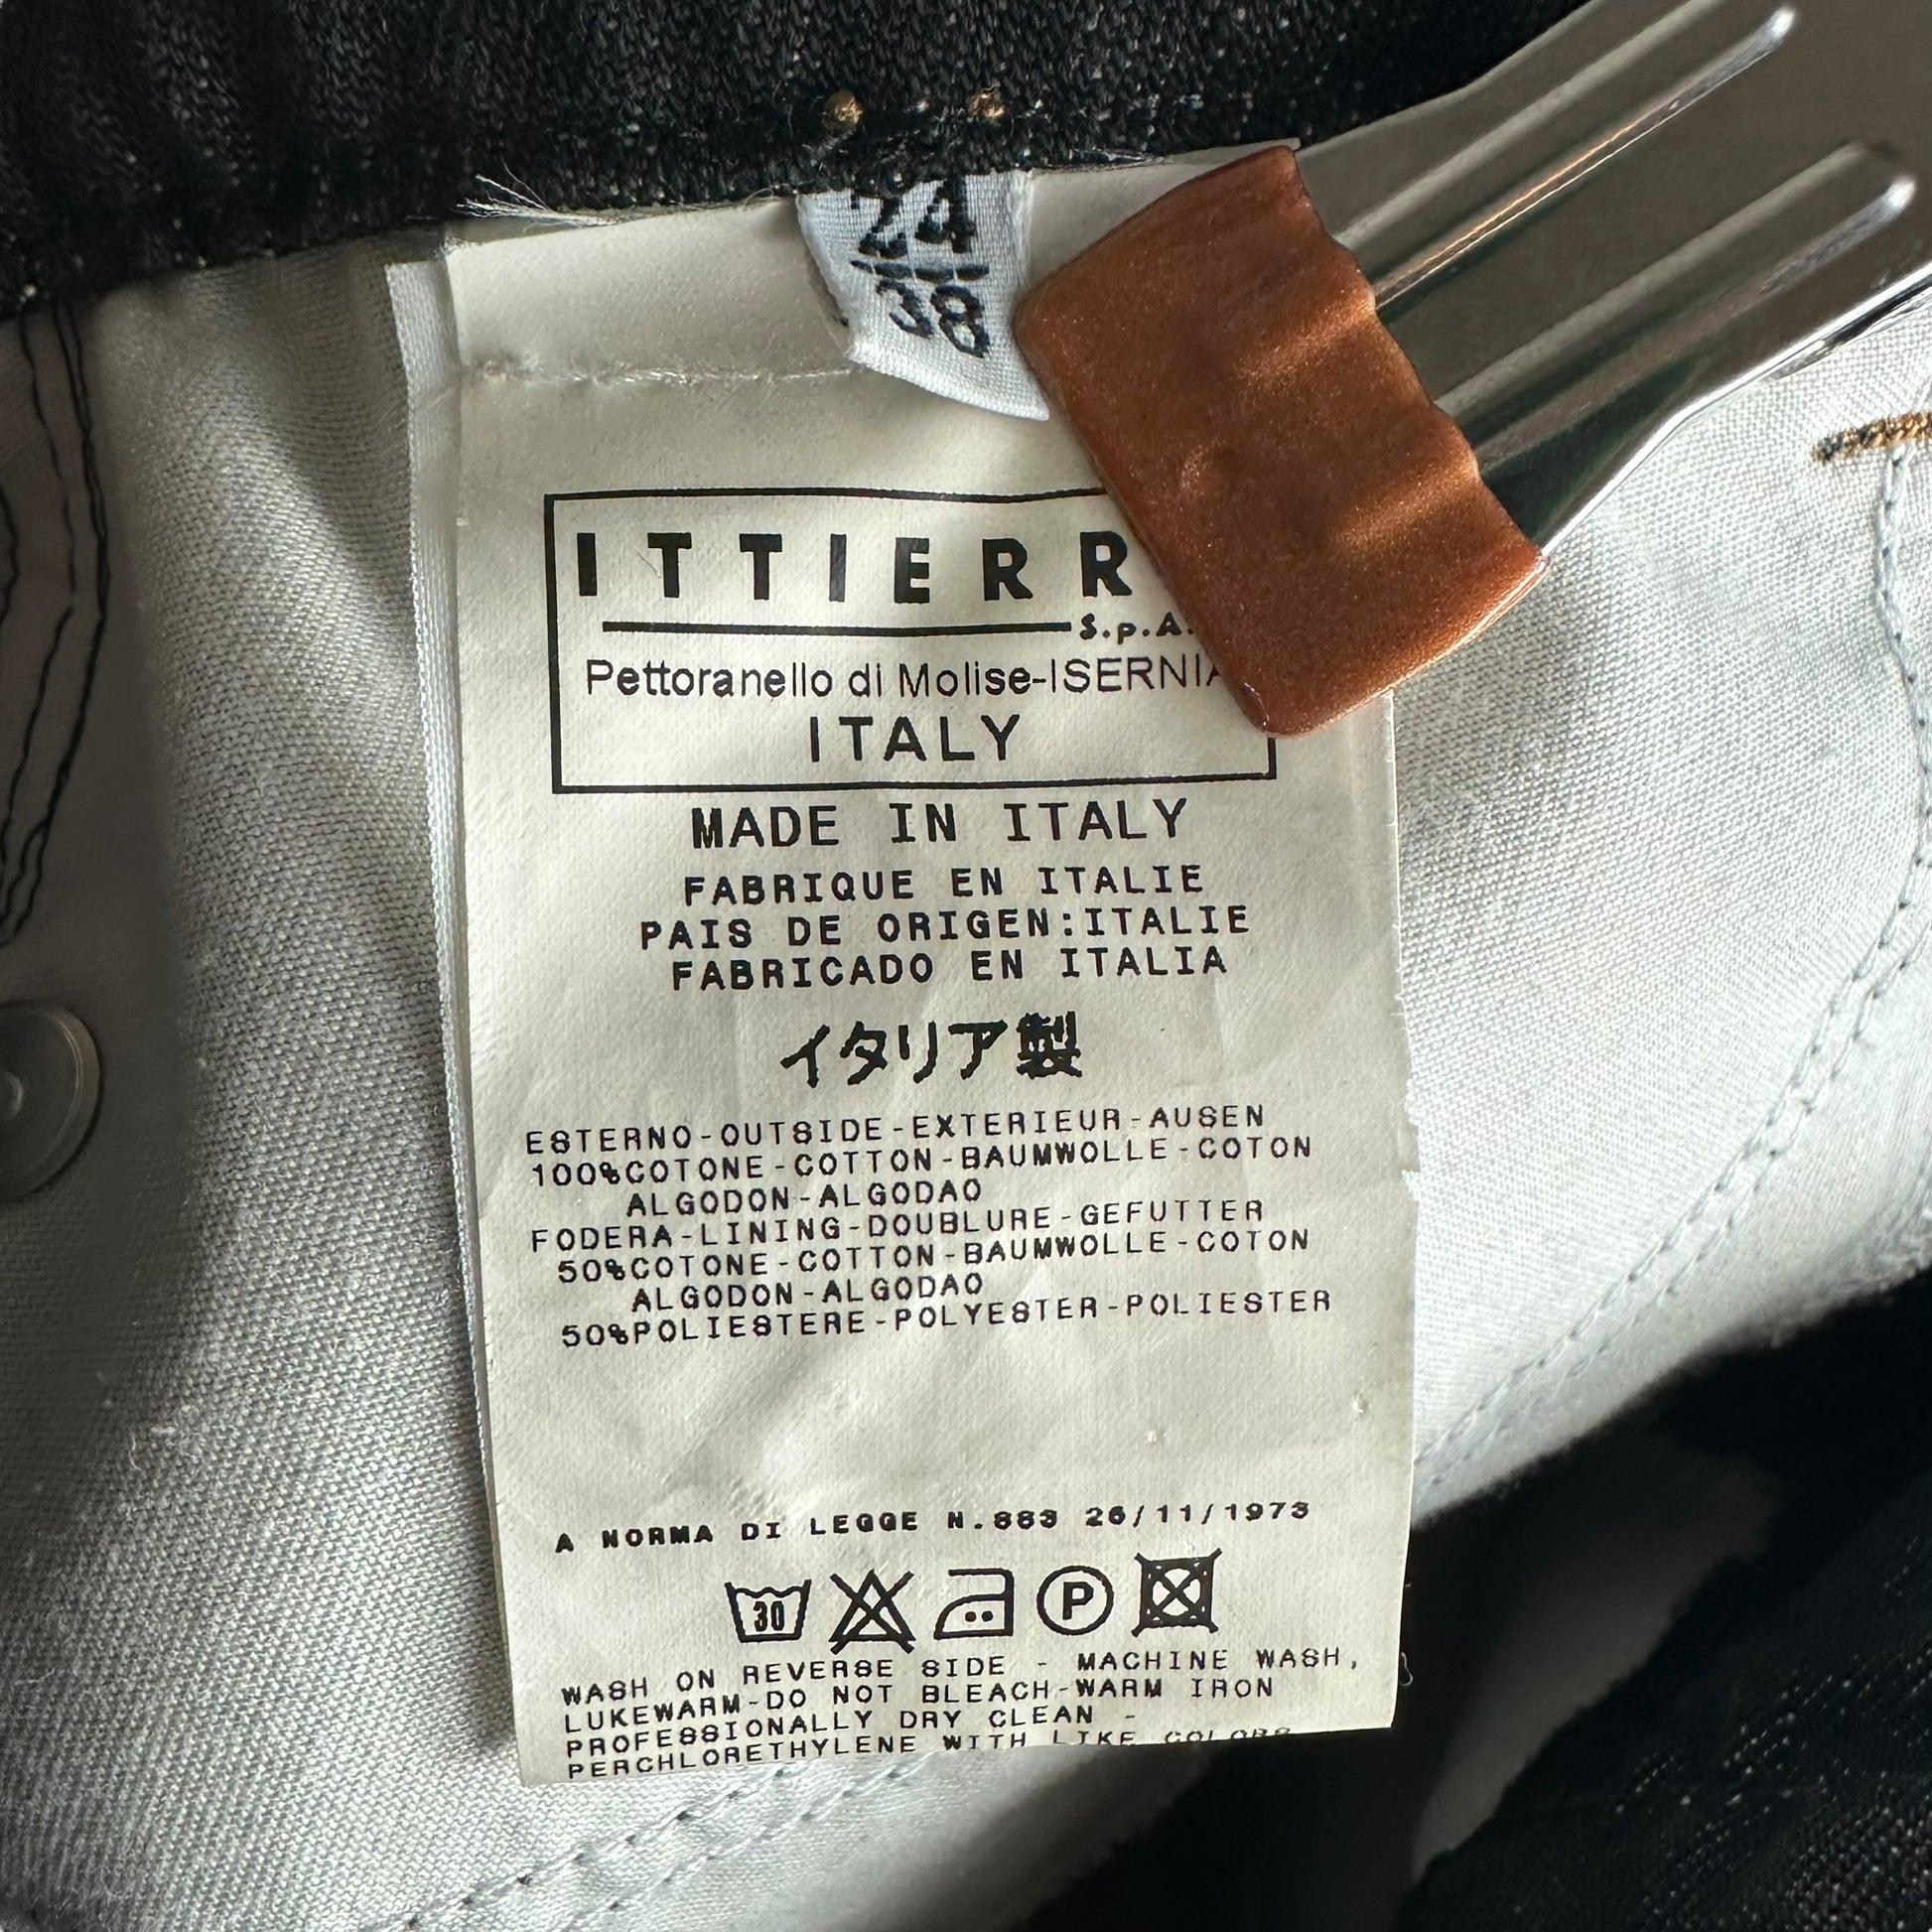 24
38
ITTIERR
S.p.A.
Pettoranello di Molise-ISERNIA
ITALY
MADE IN ITALY
FABRIQUE EN ITALIE
PAIS DE ORIGEN:ITALIE
FABRICADO EN ITALIA
イタリア製
ESTERNO-OUTSIDE-EXTERIEUR-AUSEN
100%COTONE-COTTON-BAUMWOLLE-COTON
ALGODON-ALGODAO
FODERA-LINING-DOUBLURE-GEFUTTER
50%COTONE-COTTON-BAUMWOLLE-COTON
ALGODON-ALGODAO
50%POLIESTERE-POLYESTER-POLIESTER
A NORMA DI LEGGE N.883 26/11/1973
30 P
WASH ON REVERSE SIDE - MACHINE WASH,
LUKEWARM-DO NOT BLEACH-WARM IRON
PROFESSIONALLY DRY CLEAN -
PERCHLORETHYLENE WITH LIKE COLORS